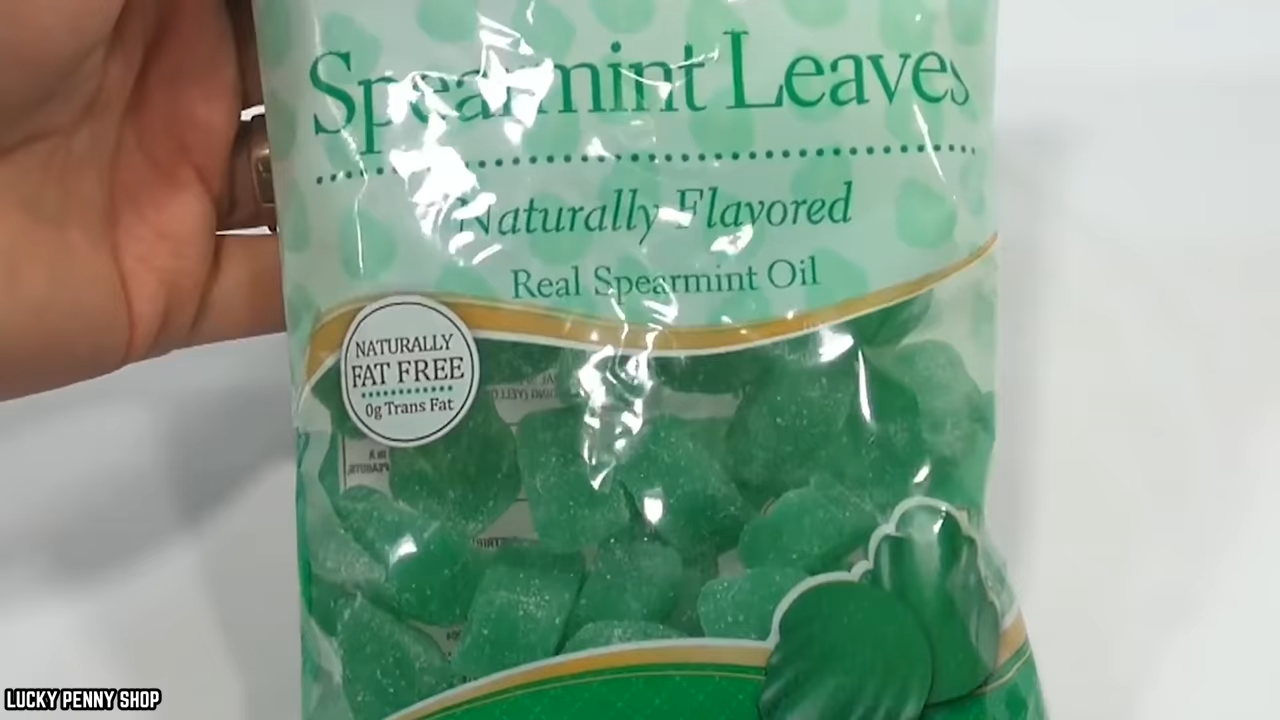 Spearmint Leaves
Naturally Flavored
Real Spearmint Oil
NATURALLY
FAT FREE
0g Trans Fat
LUCKY PENNY SHOP